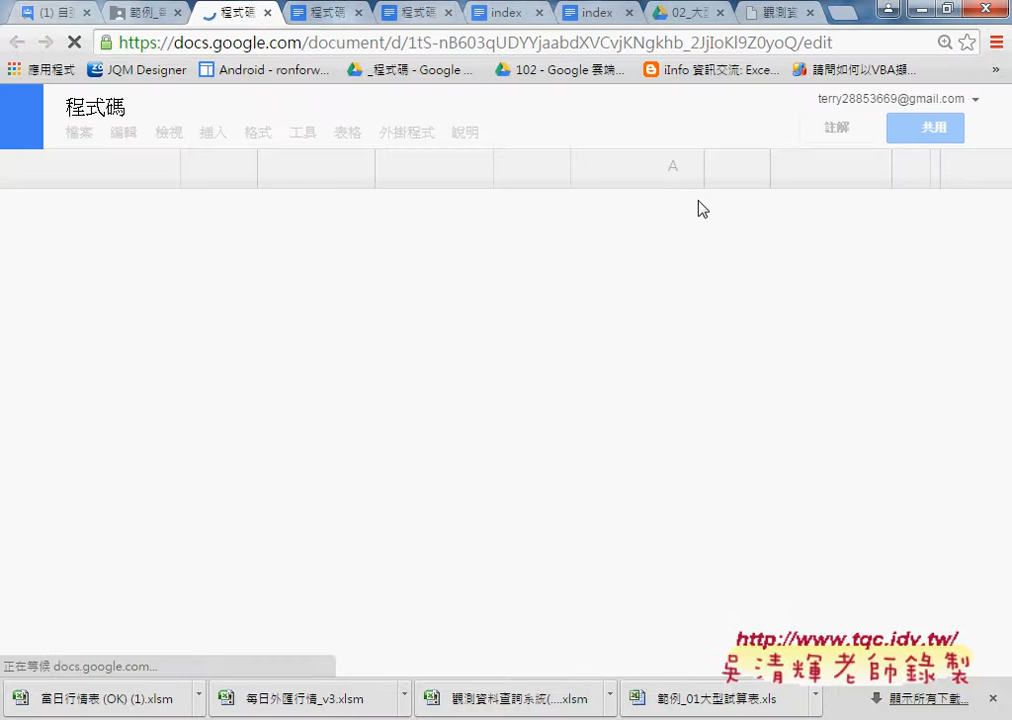 (1) 自
範例_
程式碼
程式碼
程式碼
index
index
02_大
觀測資
https://docs.google.com/document/d/1tS-nB603qUDYYjaabdXVCvjKNgkhb_2JjIoKl9Z0yoQ/edit
應用程式
JQM Designer
Android - ronforw...
_程式碼 - Google ...
102 - Google 雲端...
iInfo 資訊交流: Exce...
請問如何以VBA擷...
»
程式碼
terry28853669@gmail.com
檔案 編輯 檢視 插入 格式 工具 表格 外掛程式 說明
註解
共用
A
http://www.tqc.idv.tw/
吳清輝老師錄製
正在等候 docs.google.com...
當日行情表 (OK) (1).xlsm
每日外匯行情_v3.xlsm
觀測資料查詢系統(....xlsm
範例_01大型試算表.xls
顯示所有下載...